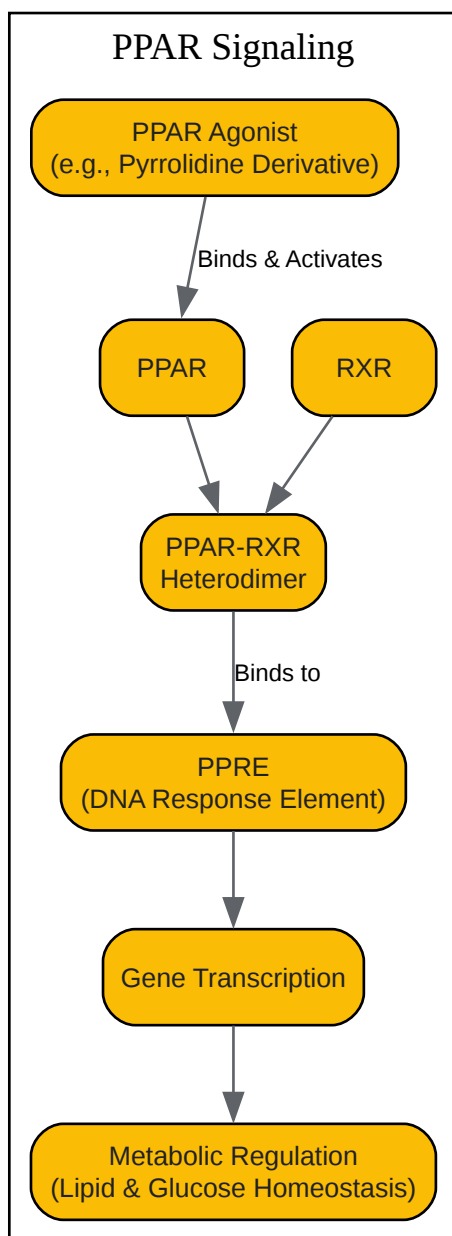 PPAR Signaling
PPAR Agonist
(e.g., Pyrrolidine Derivative)
Binds & Activates
PPAR
RXR
PPAR-RXR
Heterodimer
Binds to
PPRE
(DNA Response Element)
Gene Transcription
Metabolic Regulation
(Lipid & Glucose Homeostasis)